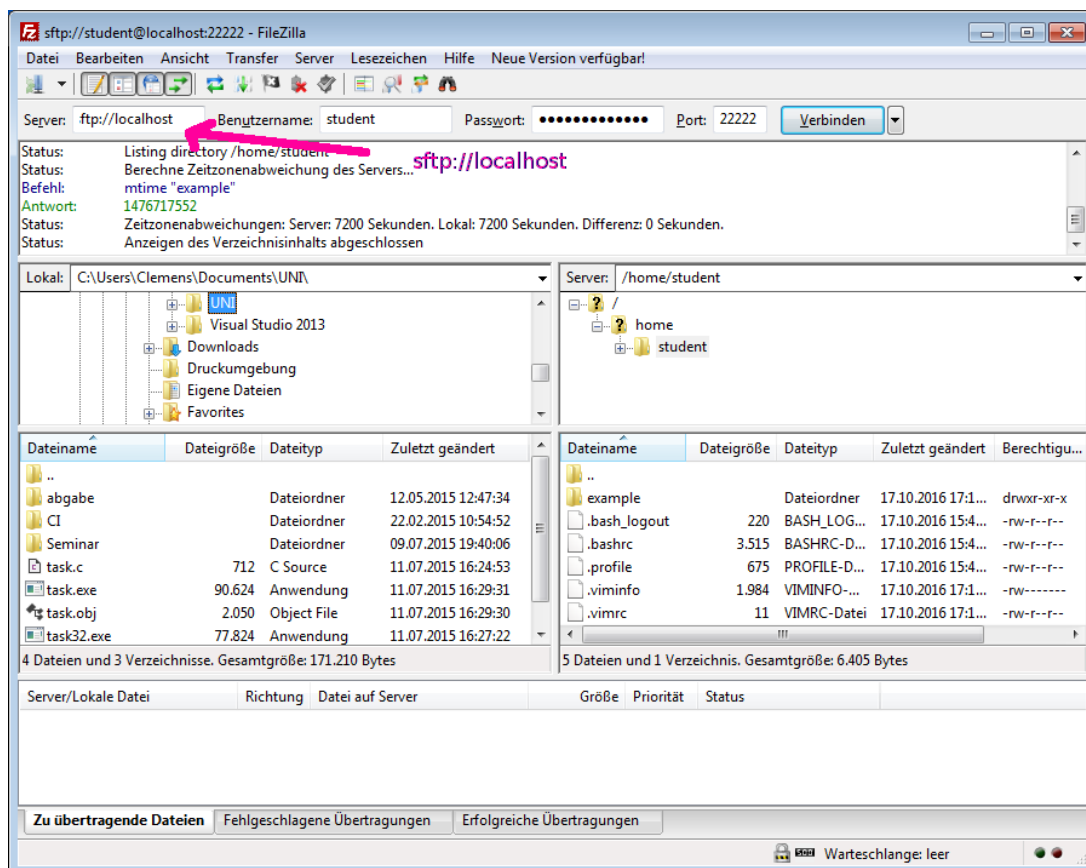 sftp://student@localhost:22222 - FileZilla
Datei Bearbeiten Ansicht Transfer Server Lesezeichen Hilfe Neue Version verfügbar!
Server: ftp://localhost Benutzername: student Passwort: ●●●●●●●●●●●●● Port: 22222 Verbinden
sftp://localhost
Status: Listing directory /home/student
Status: Berechne Zeitzonenabweichung des Servers...
Befehl: mtime "example"
Antwort: 1476717552
Status: Zeitzonenabweichungen: Server: 7200 Sekunden. Lokal: 7200 Sekunden. Differenz: 0 Sekunden.
Status: Anzeigen des Verzeichnisinhalts abgeschlossen
Lokal: C:\Users\Clemens\Documents\UNI\
UNI
Visual Studio 2013
Downloads
Druckumgebung
Eigene Dateien
Favorites
Server: /home/student
/
home
student
Dateiname Dateigröße Dateityp Zuletzt geändert
..
abgabe Dateiordner 12.05.2015 12:47:34
CI Dateiordner 22.02.2015 10:54:52
Seminar Dateiordner 09.07.2015 19:40:06
task.c 712 C Source 11.07.2015 16:24:53
task.exe 90.624 Anwendung 11.07.2015 16:29:31
task.obj 2.050 Object File 11.07.2015 16:29:30
task32.exe 77.824 Anwendung 11.07.2015 16:27:22
4 Dateien und 3 Verzeichnisse. Gesamtgröße: 171.210 Bytes
Dateiname Dateigröße Dateityp Zuletzt geändert Berechtigu...
..
example Dateiordner 17.10.2016 17:1... drwxr-xr-x
.bash_logout 220 BASH_LOG... 17.10.2016 15:4... -rw-r--r--
.bashrc 3.515 BASHRC-D... 17.10.2016 15:4... -rw-r--r--
.profile 675 PROFILE-D... 17.10.2016 15:4... -rw-r--r--
.viminfo 1.984 VIMINFO-... 17.10.2016 17:1... -rw-------
.vimrc 11 VIMRC-Datei 17.10.2016 17:1... -rw-r--r--
5 Dateien und 1 Verzeichnis. Gesamtgröße: 6.405 Bytes
Server/Lokale Datei Richtung Datei auf Server Größe Priorität Status
Zu übertragende Dateien Fehlgeschlagene Übertragungen Erfolgreiche Übertragungen
Warteschlange: leer